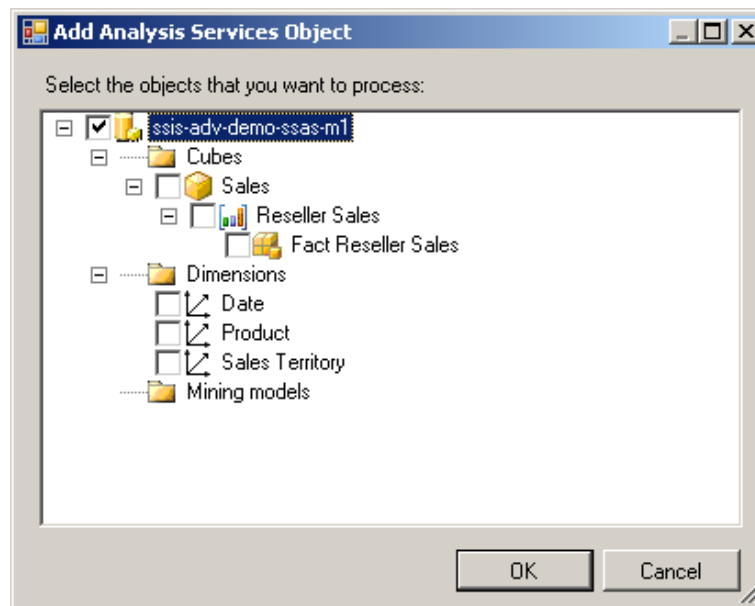 Add Analysis Services Object
Select the objects that you want to process:
ssis-adv-demo-ssas-m1
Cubes
Sales
Reseller Sales
Fact Reseller Sales
Dimensions
Date
Product
Sales Territory
Mining models
OK Cancel